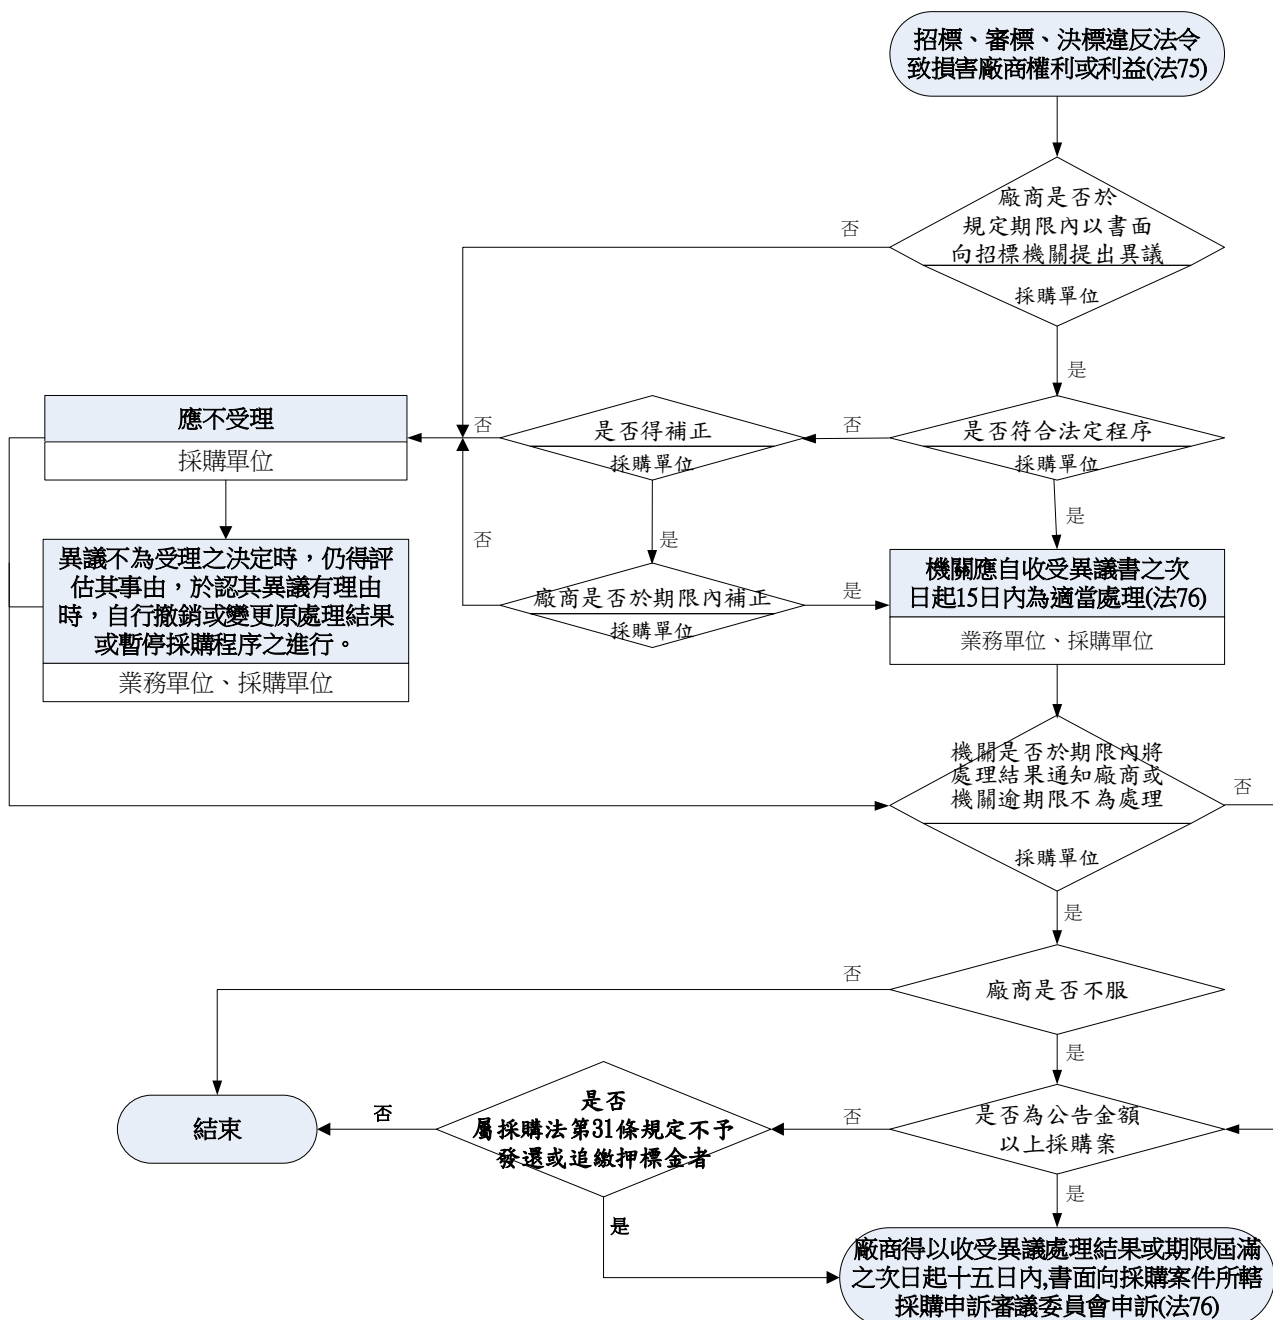 招標、審標、決標違反法令
致損害廠商權利或利益(法75)
廠商是否於
規定期限內以書面
向招標機關提出異議
採購單位
否
是
應不受理
採購單位
否
是否得補正
採購單位
否
是否符合法定程序
採購單位
是
是
否
異議不為受理之決定時，仍得評
估其事由，於認其異議有理由
時，自行撤銷或變更原處理結果
或暫停採購程序之進行。
業務單位、採購單位
廠商是否於期限內補正
採購單位
是
機關應自收受異議書之次
日起15日內為適當處理(法76)
業務單位、採購單位
機關是否於期限內將
處理結果通知廠商或
機關逾期限不為處理
採購單位
否
是
否
廠商是否不服
是
結束
否
是否
屬採購法第31條規定不予
發還或追繳押標金者
否
是否為公告金額
以上採購案
是
是
廠商得以收受異議處理結果或期限屆滿
之次日起十五日內,書面向採購案件所轄
採購申訴審議委員會申訴(法76)